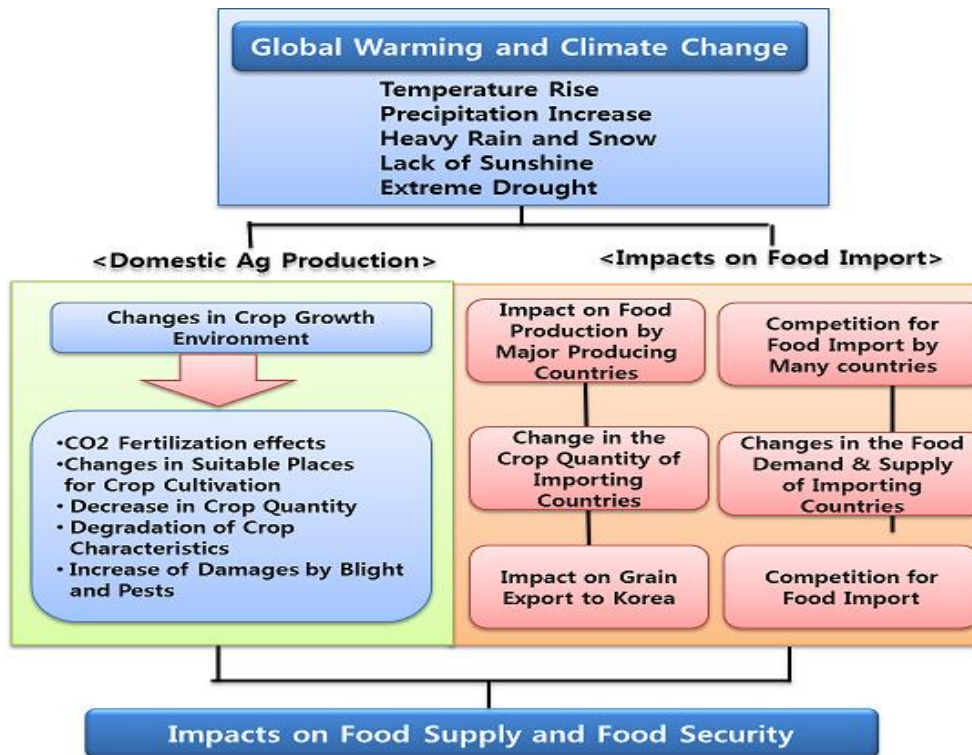 Global Warming and Climate Change
Temperature Rise
Precipitation Increase
Heavy Rain and Snow
Lack of Sunshine
Extreme Drought
<Domestic Ag Production>
<Impacts on Food Import>
Changes in Crop Growth
Environment
•CO2 Fertilization effects
•Changes in Suitable Places
for Crop Cultivation
• Decrease in Crop Quantity
• Degradation of Crop
Characteristics
• Increase of Damages by Blight
and Pests
Impact on Food
Production by
Major Producing
Countries
Change in the
Crop Quantity of
Importing
Countries
Impact on Grain
Export to Korea
Competition for
Food Import by
Many countries
Changes in the Food
Demand & Supply
of Importing
Countries
Competition for
Food Import
Impacts on Food Supply and Food Security